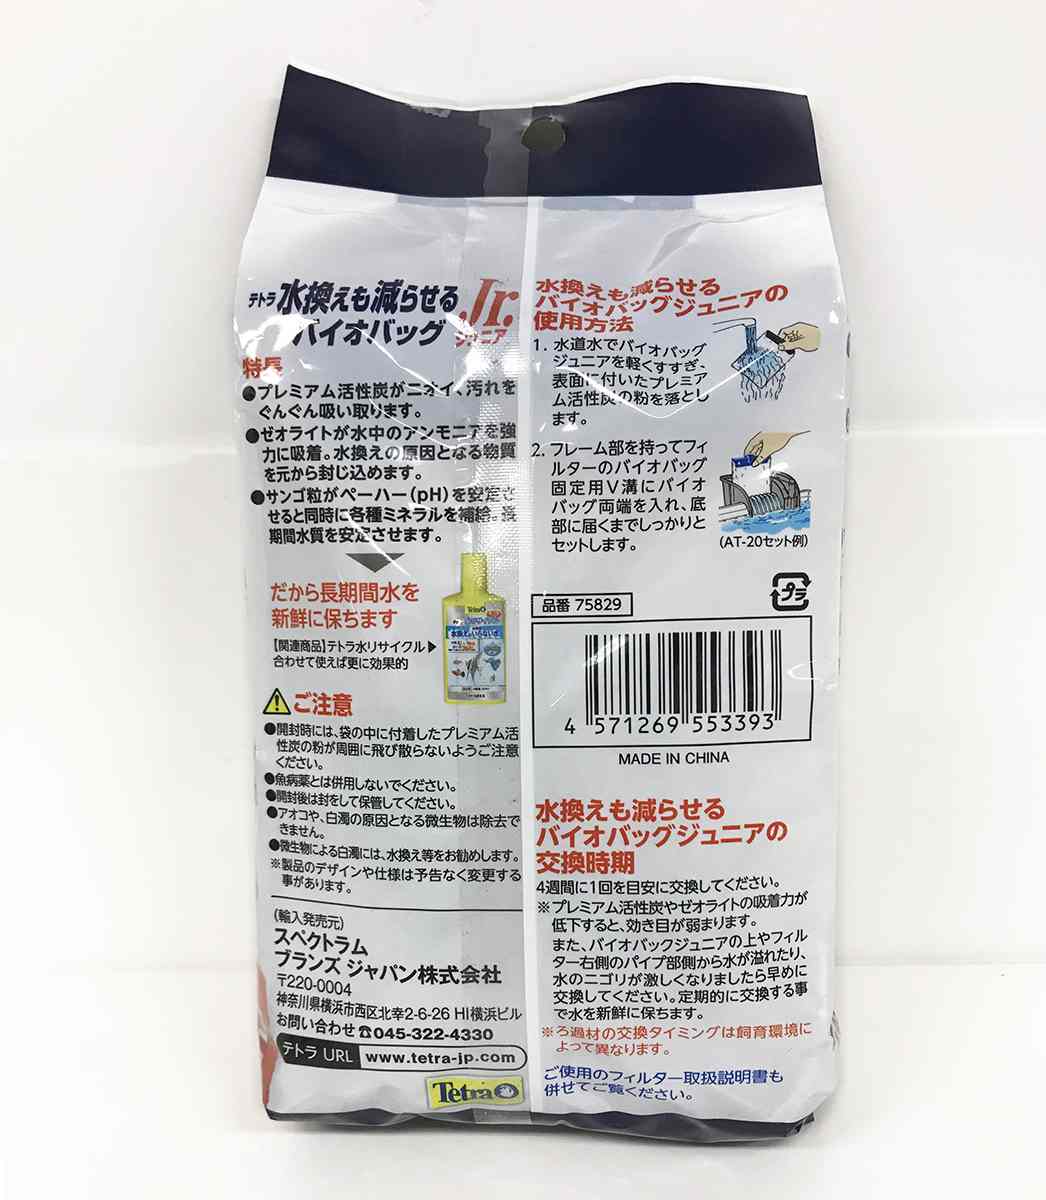 テトラ 水換えも減らせる
バイオバッグ Jr.
ジュニア
特長
●プレミアム活性炭がニオイ、汚れを
ぐんぐん吸い取ります。
●ゼオライトが水中のアンモニアを強
力に吸着。水換えの原因となる物質
を元から封じ込めます。
●サンゴ粒がペーハー(pH)を安定さ
せると同時に各種ミネラルを補給。長
期間水質を安定させます。
だから長期間水を
新鮮に保ちます
【関連商品】テトラ水リサイクル▶
合わせて使えば更に効果的
Tetra
ご注意
●開封時には、袋の中に付着したプレミアム活
性炭の粉が周囲に飛び散らないようご注意
ください。
●魚病薬とは併用しないでください。
●開封後は封をして保管してください。
●アオコや、白濁の原因となる微生物は除去で
きません。
●微生物による白濁には、水換え等をお勧めします。
※製品のデザインや仕様は予告なく変更する
事があります。
(輸入発売元)
スペクトラム
ブランズ ジャパン株式会社
〒220-0004
神奈川県横浜市西区北幸2-6-26 HI横浜ビル
お問い合わせ☎045-322-4330
テトラ URL www.tetra-jp.com
Tetra
水換えも減らせる
バイオバッグジュニアの
使用方法
1. 水道水でバイオバッグ
ジュニアを軽くすすぎ、
表面に付いたプレミア
ム活性炭の粉を落とし
ます。
2. フレーム部を持ってフィ
ルターのバイオバッグ
固定用V溝にバイオ
バッグ両端を入れ、底
部に届くまでしっかりと
セットします。
(AT-20セット例)
プラ
品番 75829
4 571269 553393
MADE IN CHINA
水換えも減らせる
バイオバッグジュニアの
交換時期
4週間に1回を目安に交換してください。
※プレミアム活性炭やゼオライトの吸着力が
低下すると、効き目が弱まります。
また、バイオバックジュニアの上やフィル
ター右側のパイプ部側から水が溢れたり、
水のニゴリが激しくなりましたら早めに
交換してください。定期的に交換する事
で水を新鮮に保ちます。
※ろ過材の交換タイミングは飼育環境に
よって異なります。
ご使用のフィルター取扱説明書も
併せてご覧ください。